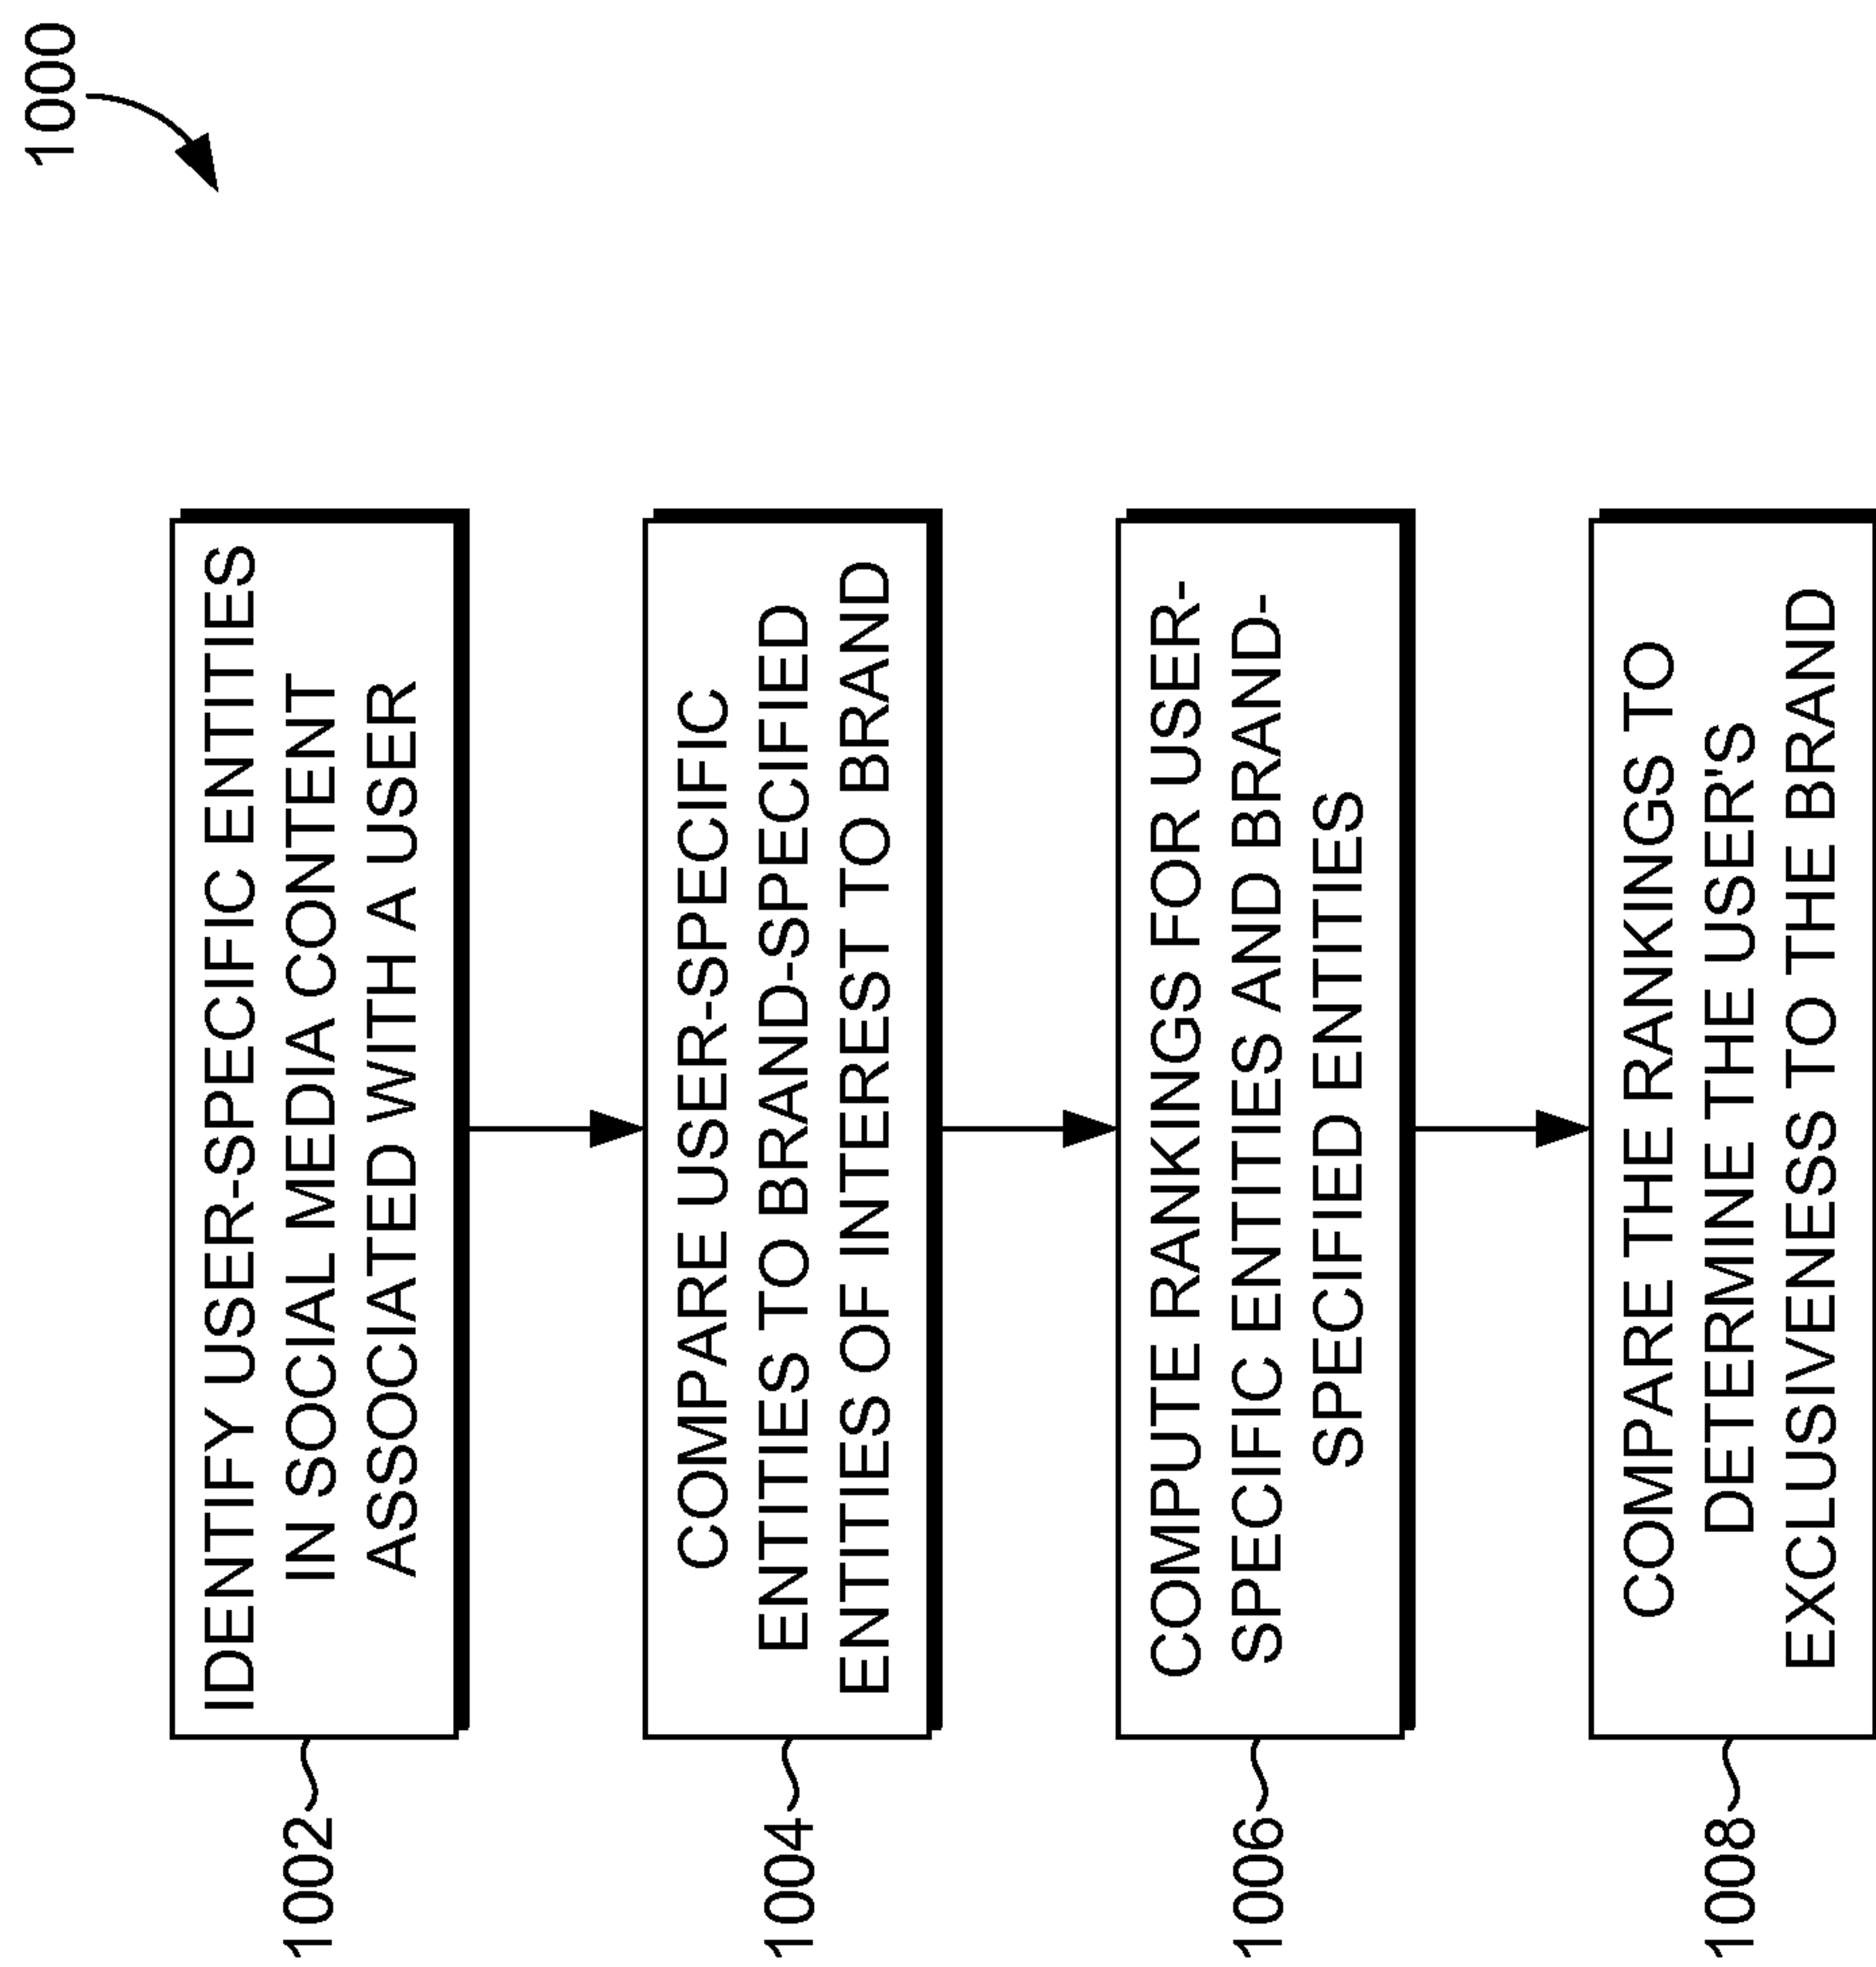 1000
1002
IDENTIFY USER-SPECIFIC ENTITIES
IN SOCIAL MEDIA CONTENT
ASSOCIATED WITH A USER
1004
COMPARE USER-SPECIFIC
ENTITIES TO BRAND-SPECIFIED
ENTITIES OF INTEREST TO BRAND
1006
COMPUTE RANKINGS FOR USER-
SPECIFIC ENTITIES AND BRAND-
SPECIFIED ENTITIES
1008
COMPARE THE RANKINGS TO
DETERMINE THE USER'S
EXCLUSIVENESS TO THE BRAND